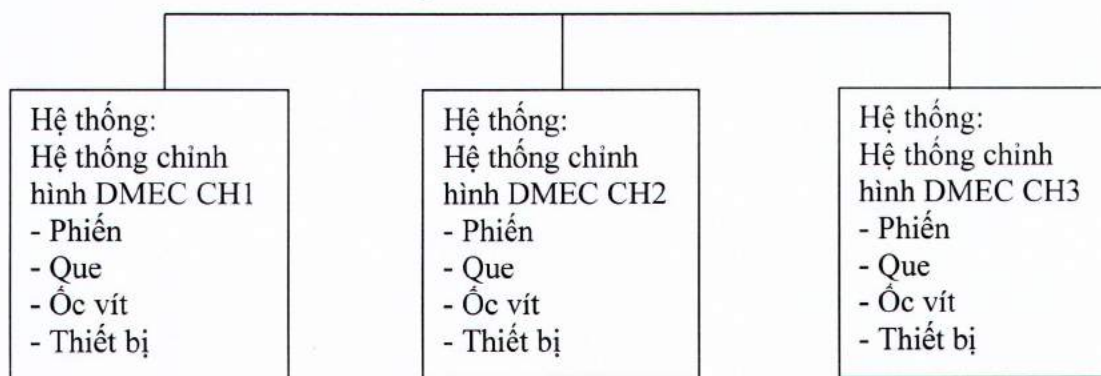 Hệ thống:
Hệ thống chỉnh
hình DMEC CH1
- Phiến
- Que
- Ốc vít
- Thiết bị
Hệ thống:
Hệ thống chỉnh
hình DMEC CH2
- Phiến
- Que
- Ốc vít
- Thiết bị
Hệ thống:
Hệ thống chỉnh
hình DMEC CH3
- Phiến
- Que
- Ốc vít
- Thiết bị